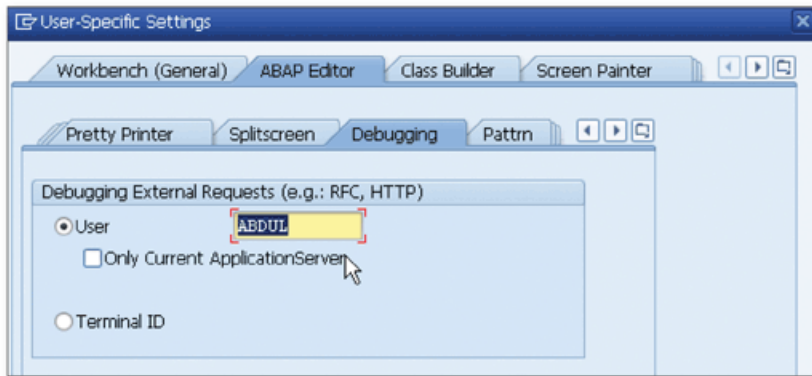 User-Specific Settings
Workbench (General) ABAP Editor Class Builder Screen Painter
Pretty Printer Splitscreen Debugging Pattrn
Debugging External Requests (e.g.: RFC, HTTP)
User ABDUL
Only Current ApplicationServer
Terminal ID